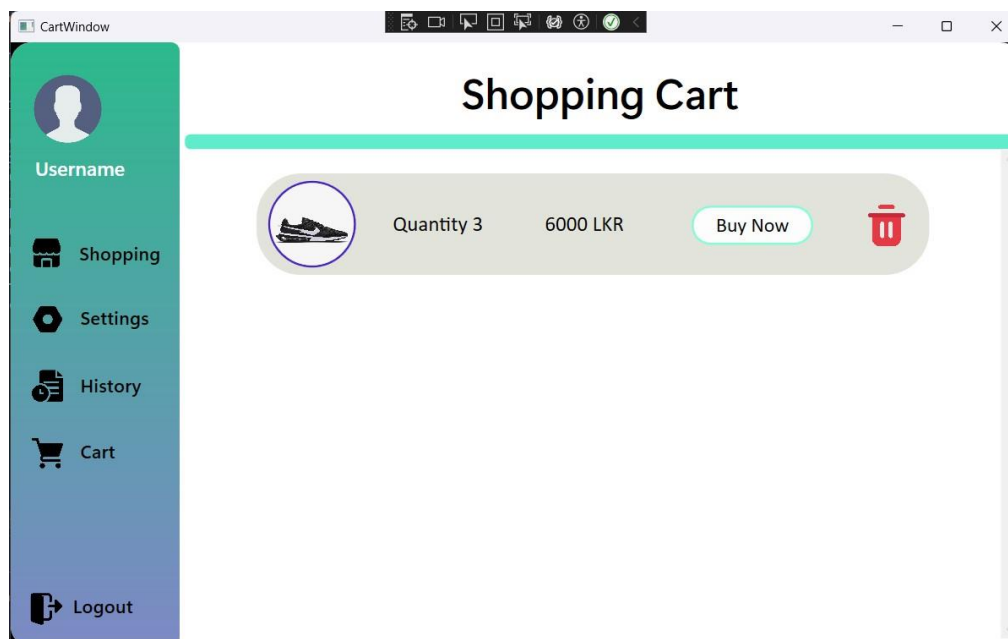 CartWindow
Shopping Cart
Username
Quantity 3 6000 LKR Buy Now
Shopping
Settings
History
Cart
Logout